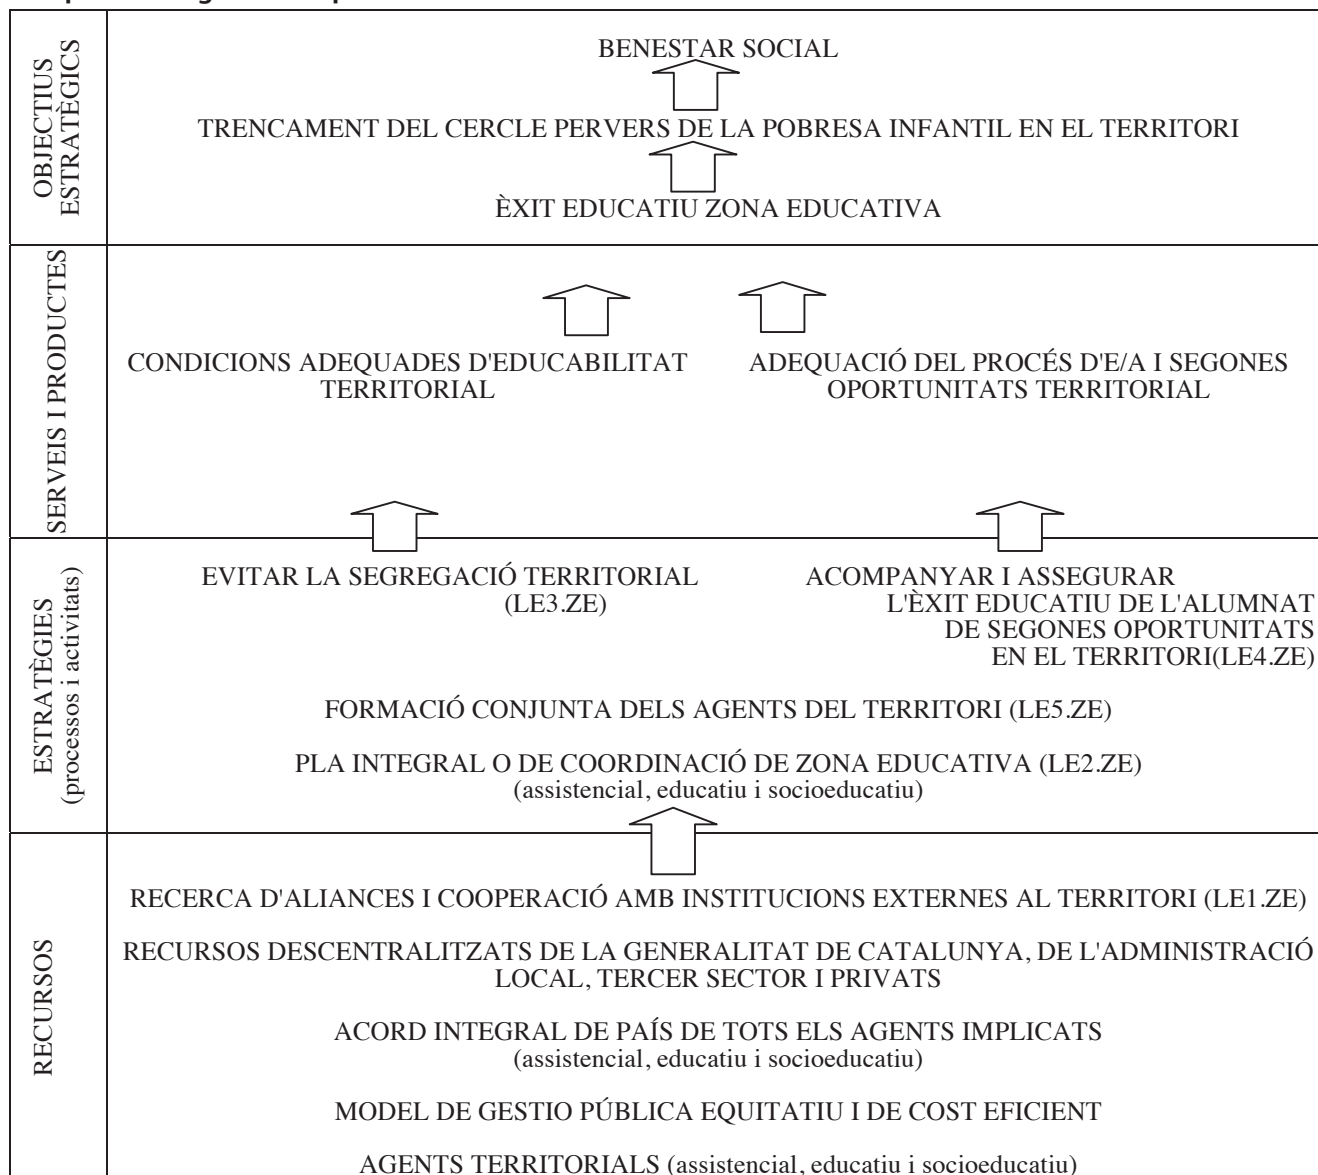 OBJECTIUS
ESTRATÈGICS
BENESTAR SOCIAL
TRENCAMENT DEL CERCLE PERVERS DE LA POBRESA INFANTIL EN EL TERRITORI
ÈXIT EDUCATIU ZONA EDUCATIVA
SERVEIS I PRODUCTES
CONDICIONS ADEQUADES D'EDUCABILITAT
TERRITORIAL
ADEQUACIÓ DEL PROCÉS D'E/A I SEGONES
OPORTUNITATS TERRITORIAL
ESTRATÈGIES
(processos i activitats)
EVITAR LA SEGREGACIÓ TERRITORIAL
(LE3.ZE)
ACOMPANYAR I ASSEGURAR
L'ÈXIT EDUCATIU DE L'ALUMNAT
DE SEGONES OPORTUNITATS
EN EL TERRITORI(LE4.ZE)
FORMACIÓ CONJUNTA DELS AGENTS DEL TERRITORI (LE5.ZE)
PLA INTEGRAL O DE COORDINACIÓ DE ZONA EDUCATIVA (LE2.ZE)
(assistencial, educatiu i socioeducatiu)
RECURSOS
RECERCA D'ALIANCES I COOPERACIÓ AMB INSTITUCIONS EXTERNES AL TERRITORI (LE1.ZE)
RECURSOS DESCENTRALITZATS DE LA GENERALITAT DE CATALUNYA, DE L'ADMINISTRACIÓ
LOCAL, TERCER SECTOR I PRIVATS
ACORD INTEGRAL DE PAÍS DE TOTS ELS AGENTS IMPLICATS
(assistencial, educatiu i socioeducatiu)
MODEL DE GESTIO PÚBLICA EQUITATIU I DE COST EFICIENT
AGENTS TERRITORIALS (assistencial, educatiu i socioeducatiu)